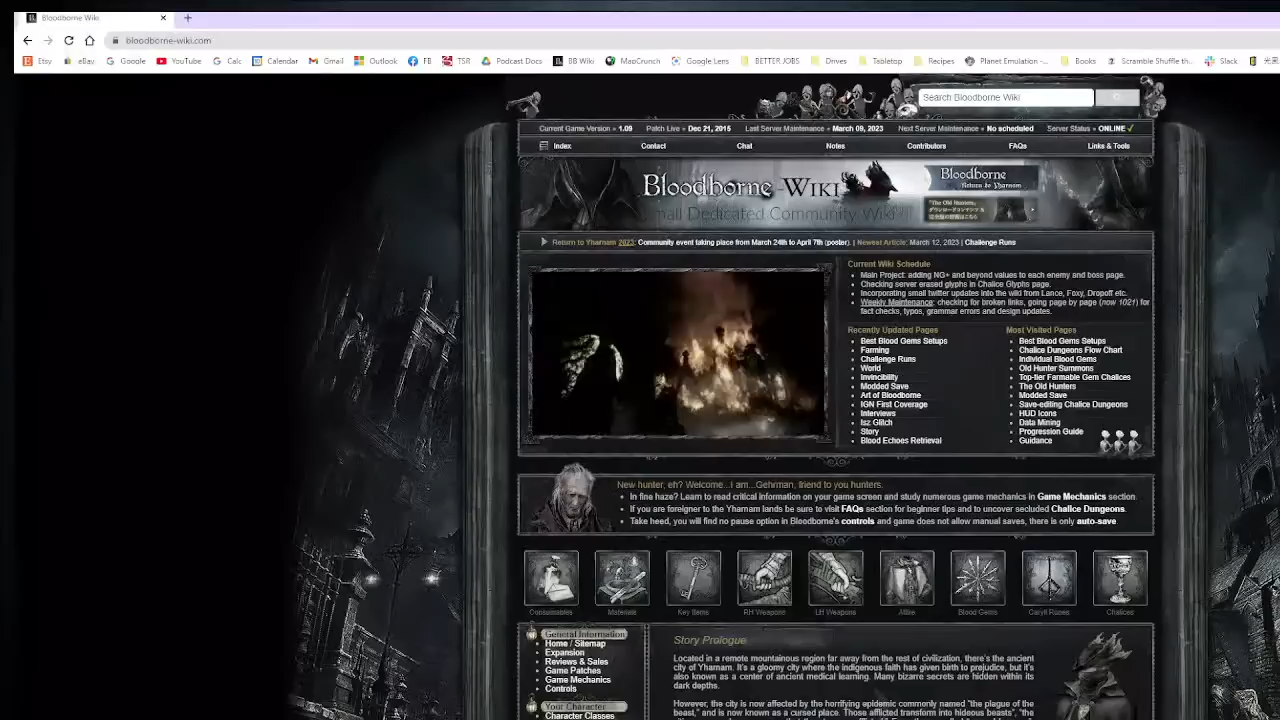 Bloodborne Wiki
bloodborne-wiki.com
Etsy eBay Google YouTube Calc Calendar Gmail Outlook FB TSR Podcast Docs BB Wiki MapCrunch Google Lens BETTER JOBS Drives Tabletop Recipes Planet Emulation -... Books Scramble Shuffle th... Slack
Search Bloodborne Wiki
Current Game Version » 1.09 Patch Live » Dec 21, 2015 Last Server Maintenance » March 09, 2023 Next Server Maintenance » No scheduled Server Status » ONLINE ✓
Index Contact Chat Notes Contributors FAQs Links & Tools
Bloodborne-Wiki
Small Dedicated Community Wiki
Bloodborne
Return to Yharnam
"The Old Hunters"
Return to Yharnam 2023: Community event taking place from March 24th to April 7th (poster). | Newest Article: March 12, 2023 | Challenge Runs
Current Wiki Schedule
Main Project: adding NG+ and beyond values to each enemy and boss page.
Checking server erased glyphs in Chalice Glyphs page.
Incorporating small twitter updates into the wiki from Lance, Foxy, Dropoff etc.
Weekly Maintenance: checking for broken links, going page by page (now 102↑) for
fact checks, typos, grammar errors and design updates.
Recently Updated Pages
Best Blood Gems Setups
Farming
Challenge Runs
World
Invincibility
Modded Save
Art of Bloodborne
IGN First Coverage
Interviews
Isz Glitch
Story
Blood Echoes Retrieval
Most Visited Pages
Best Blood Gems Setups
Chalice Dungeons Flow Chart
Individual Blood Gems
Old Hunter Summons
Top-tier Farmable Gem Chalices
The Old Hunters
Modded Save
Save-editing Chalice Dungeons
HUD Icons
Data Mining
Progression Guide
Guidance
New hunter, eh? Welcome...I am...Gehrman, friend to you hunters.
In fine haze? Learn to read critical information on your game screen and study numerous game mechanics in Game Mechanics section.
If you are foreigner to the Yharnam lands be sure to visit FAQs section for beginner tips and to uncover secluded Chalice Dungeons.
Take heed, you will find no pause option in Bloodborne's controls and game does not allow manual saves, there is only auto-save.
Consumables Materials Key Items RH Weapons LH Weapons Attire Blood Gems Caryll Runes Chalices
General Information
Home / Sitemap
Expansion
Reviews & Sales
Game Patches
Game Mechanics
Controls
Your Character
Character Classes
Story Prologue
Located in a remote mountainous region far away from the rest of civilization, there's the ancient
city of Yharnam. It's a gloomy city where the indigenous faith has given birth to prejudice, but it's
also known as a center of ancient medical learning. Many bizarre secrets are hidden within its
dark depths.
However, the city is now affected by the horrifying epidemic commonly named "the plague of the
beast," and is now known as a cursed place. Those afflicted transform into hideous beasts", "the